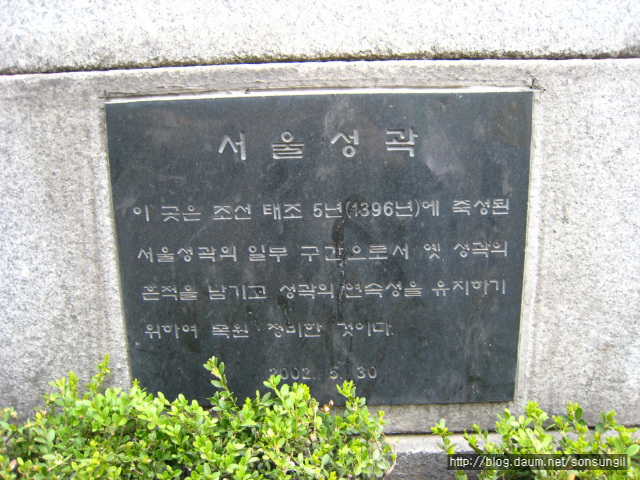 서울성곽
이 곳은 조선 태조 5년(1396년)에 축성된
서울성곽의 일부 구간으로서 옛 성곽의
흔적을 남기고 성곽의 연속성을 유지하기
위하여 복원 정비한 것이다.
2002. 5. 30
http://blog.daum.net/sonsungil